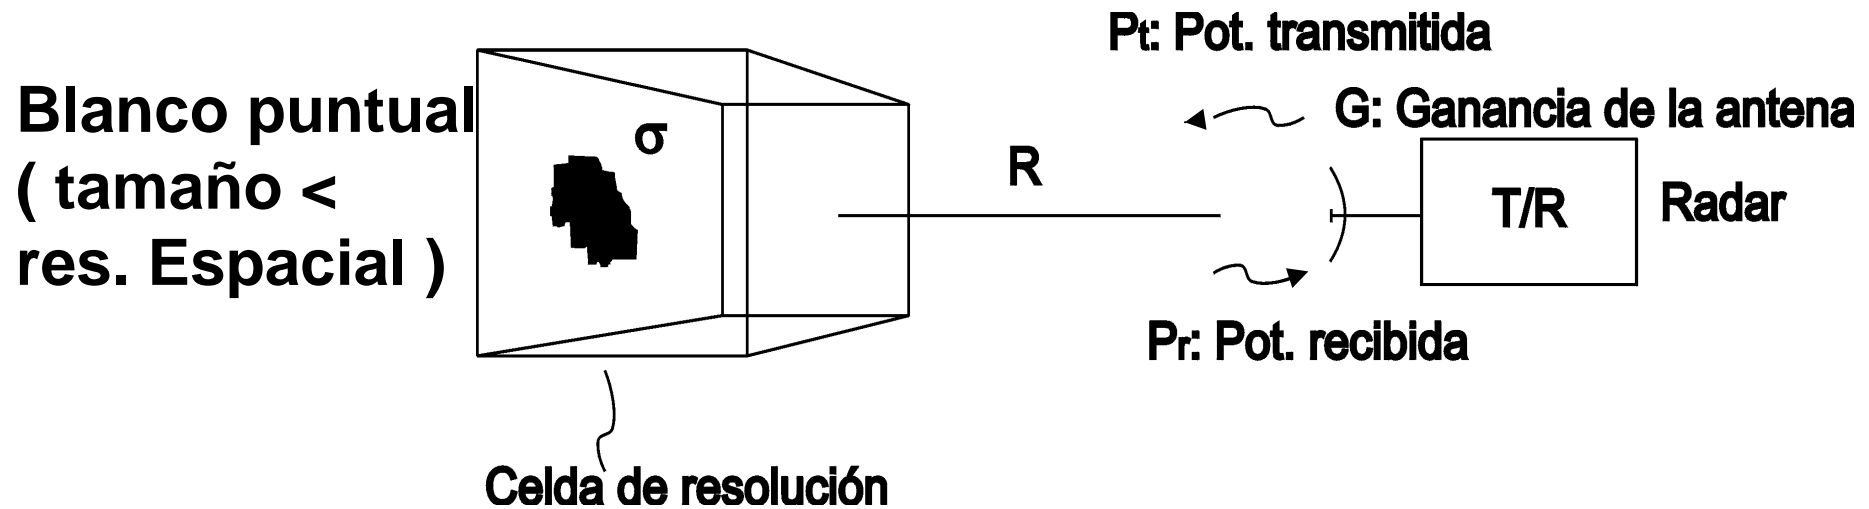 Pt: Pot. transmitida
Blanco puntual
( tamaño <
res. Espacial )
σ
R
G: Ganancia de la antena
T/R
Radar
Pr: Pot. recibida
Celda de resolución